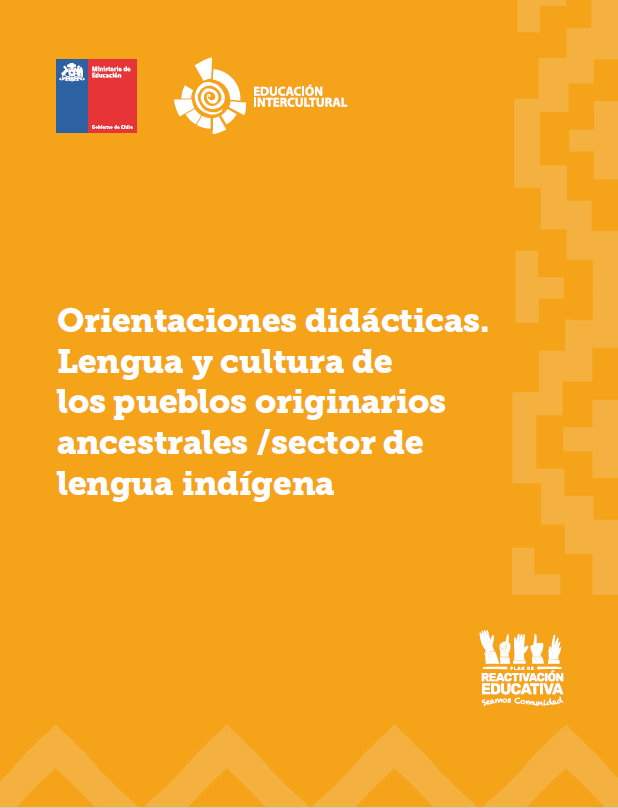 Ministerio de
Educación
Gobierno de Chile
EDUCACIÓN
INTERCULTURAL
Orientaciones didácticas.
Lengua y cultura de
los pueblos originarios
ancestrales /sector de
lengua indígena
PLAN DE
REACTIVACIÓN
EDUCATIVA
Seamos Comunidad